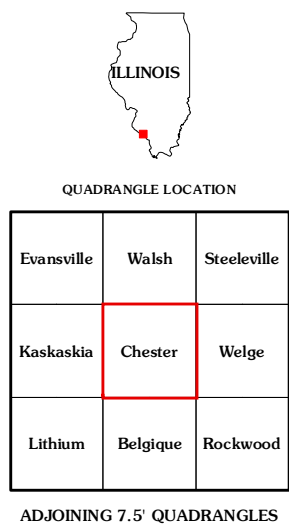 ILLINOIS
QUADRANGLE LOCATION
Evansville Walsh Steeleville
Kaskaskia Chester Welge
Lithium Belgique Rockwood
ADJOINING 7.5' QUADRANGLES